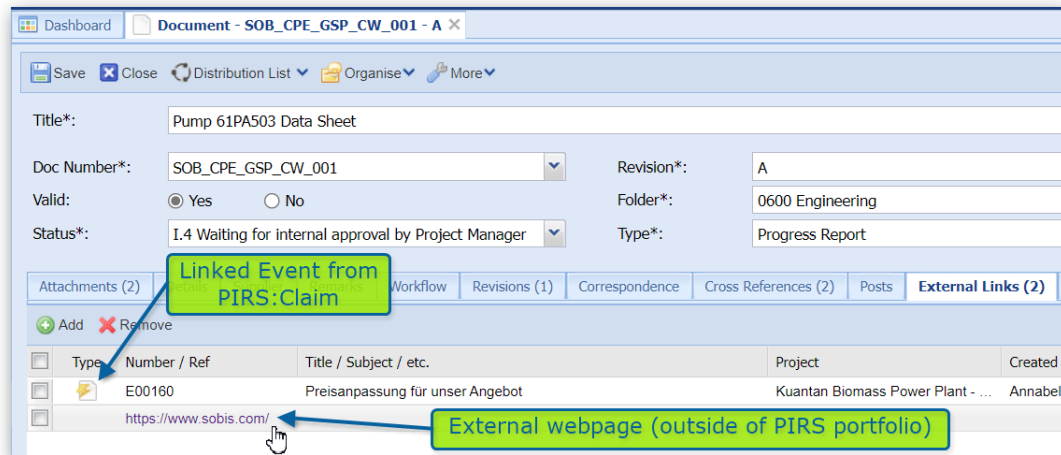 Dashboard Document - SOB_CPE_GSP_CW_001 - A
Save Close Distribution List Organise More
Title*: Pump 61PA503 Data Sheet
Doc Number*: SOB_CPE_GSP_CW_001 Revision*: A
Valid: Yes No Folder*: 0600 Engineering
Status*: I.4 Waiting for internal approval by Project Manager Type*: Progress Report
Linked Event from
PIRS:Claim
Attachments (2) Details Remarks Workflow Revisions (1) Correspondence Cross References (2) Posts External Links (2)
Add Remove
Type Number / Ref Title / Subject / etc. Project Created
E00160 Preisanpassung für unser Angebot Kuantan Biomass Power Plant - ... Annabel
https://www.sobis.com/
External webpage (outside of PIRS portfolio)